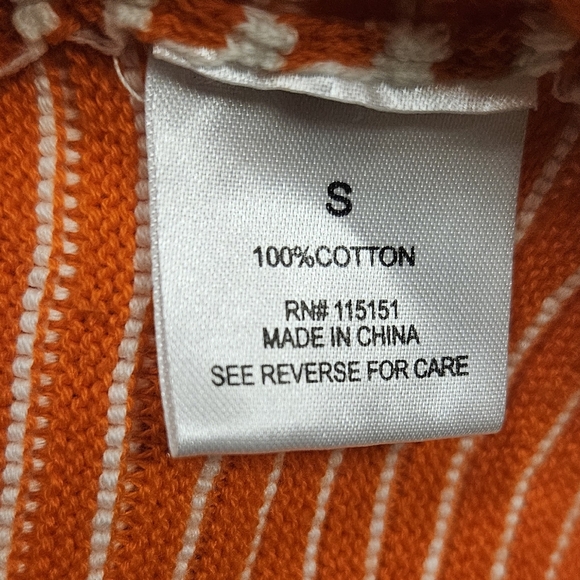 S
100%COTTON
RN# 115151
MADE IN CHINA
SEE REVERSE FOR CARE